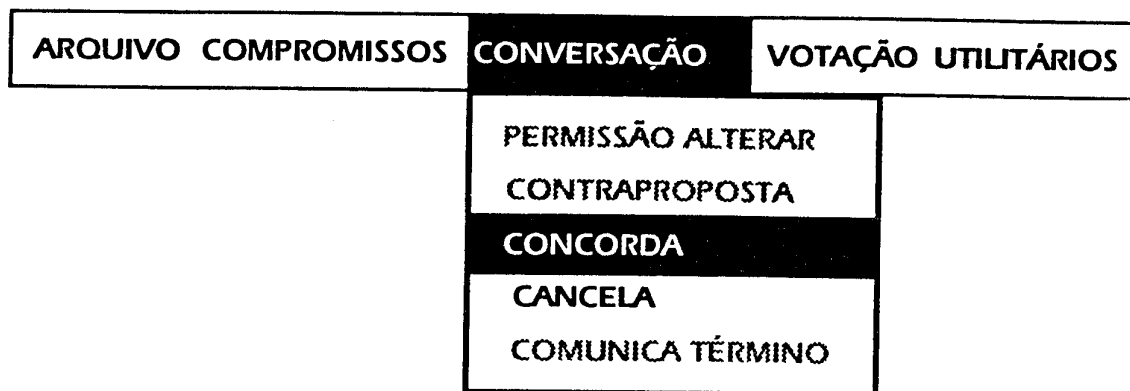 ARQUIVO COMPROMISSOS CONVERSAÇÃO VOTAÇÃO UTILITÁRIOS
PERMISSÃO ALTERAR
CONTRAPROPOSTA
CONCORDA
CANCELA
COMUNICA TÉRMINO